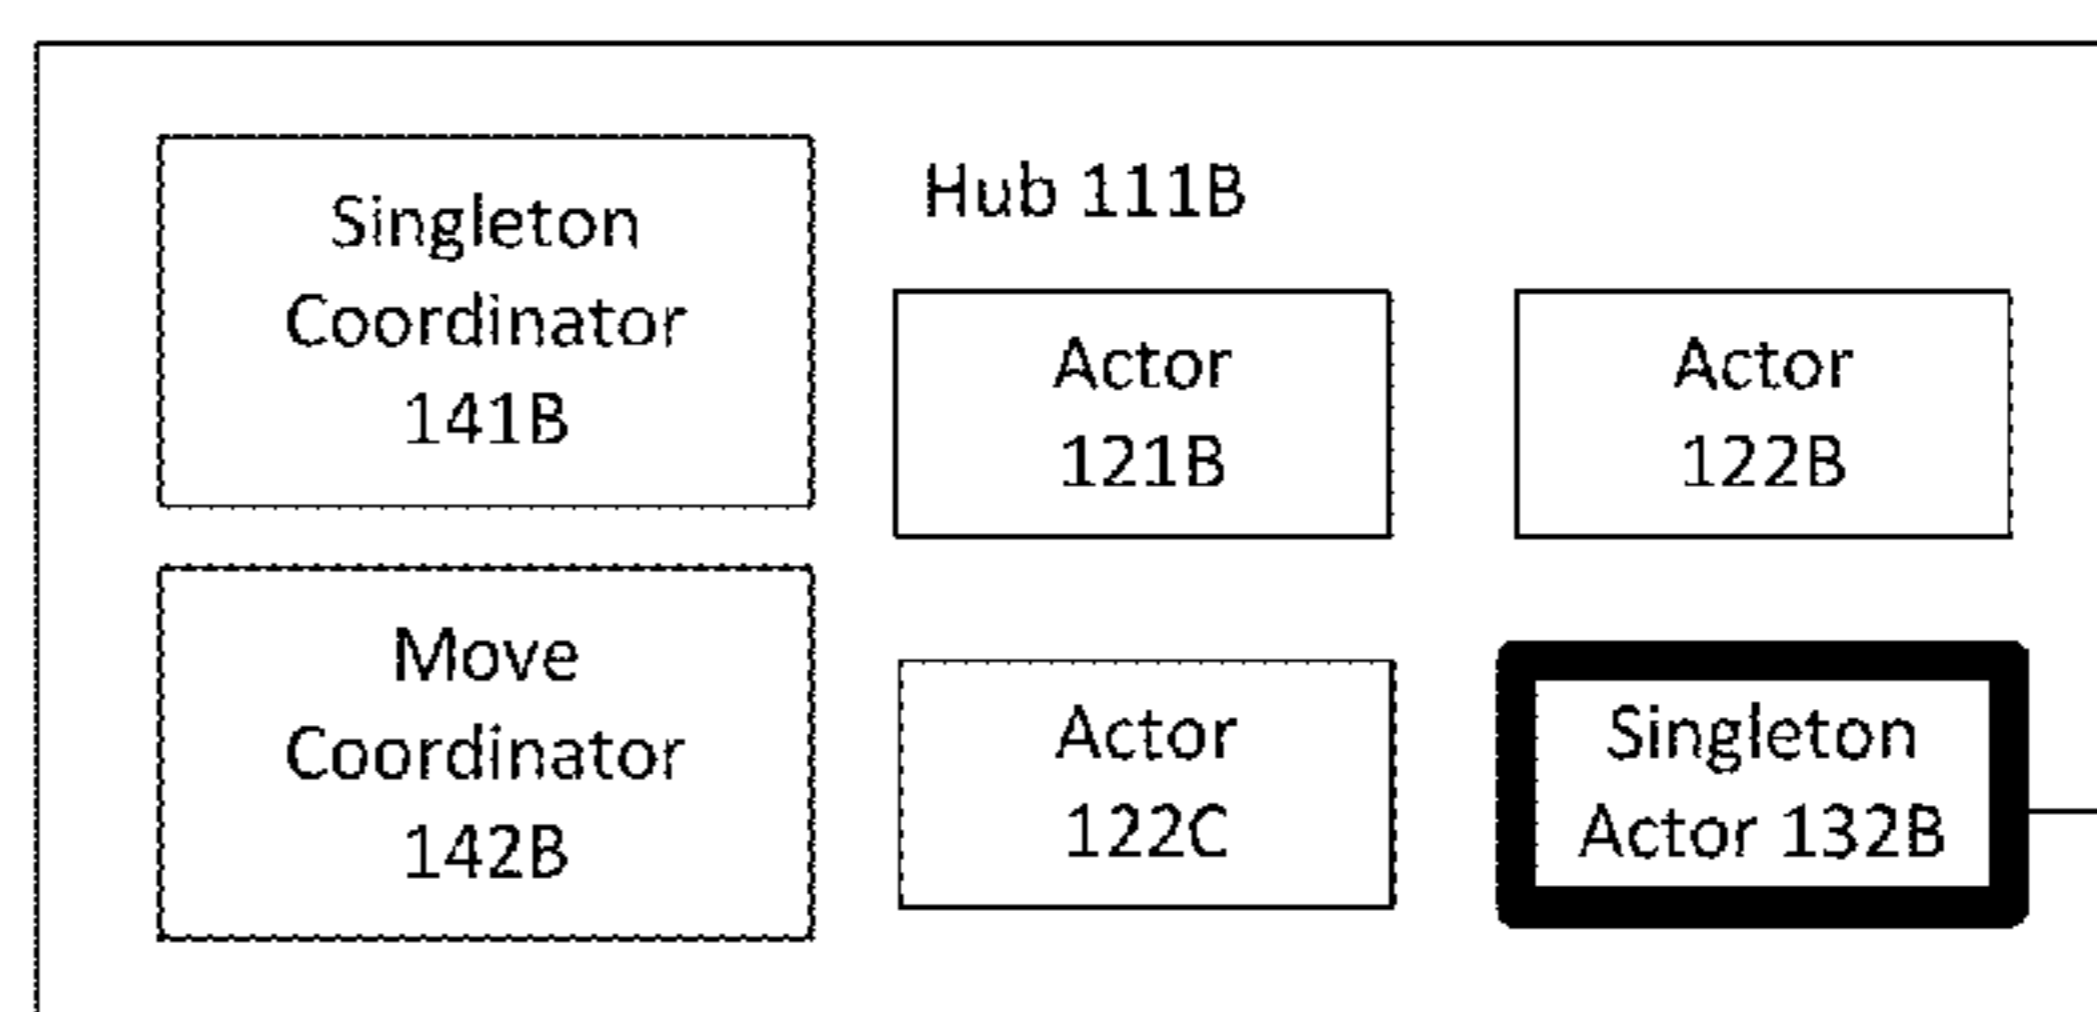 Singleton
Coordinator
141B
Hub 111B
Actor
121B
Actor
122B
Move
Coordinator
142B
Actor
122C
Singleton
Actor 132B